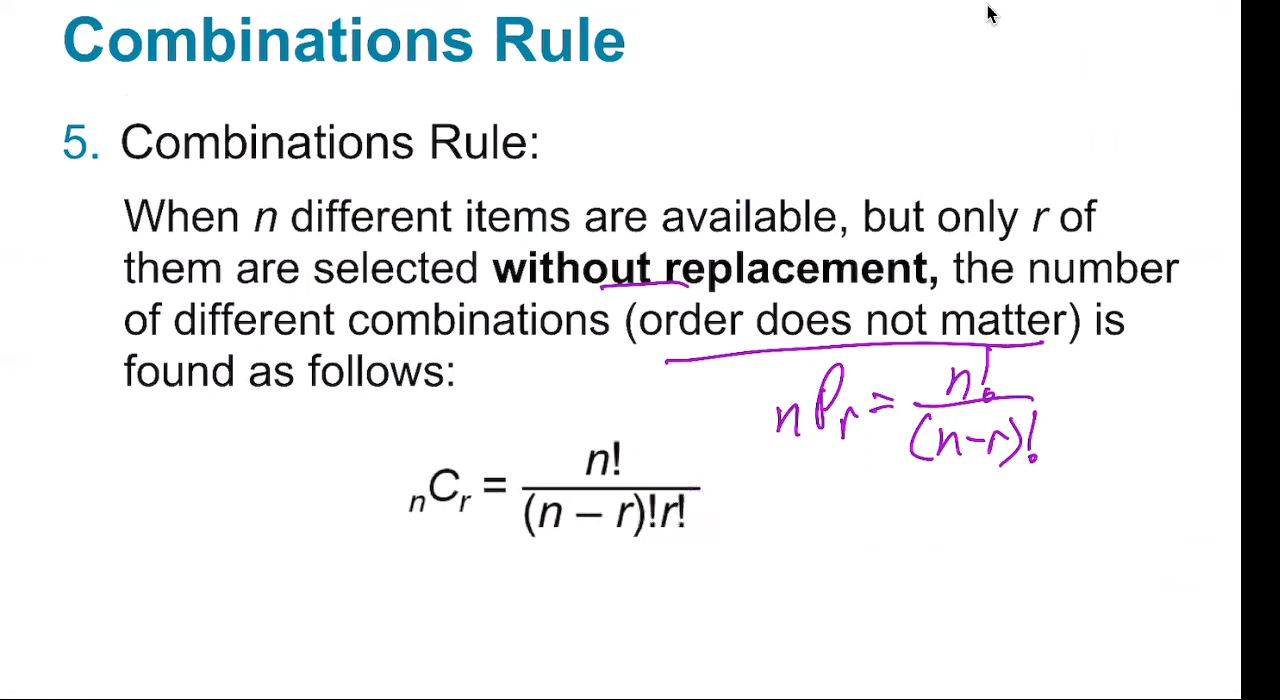 Combinations Rule
5. Combinations Rule:
When n different items are available, but only r of
them are selected without replacement, the number
of different combinations (order does not matter) is
found as follows:
nPr = n!/(n-r)!
nCr = n!/(n – r)!r!